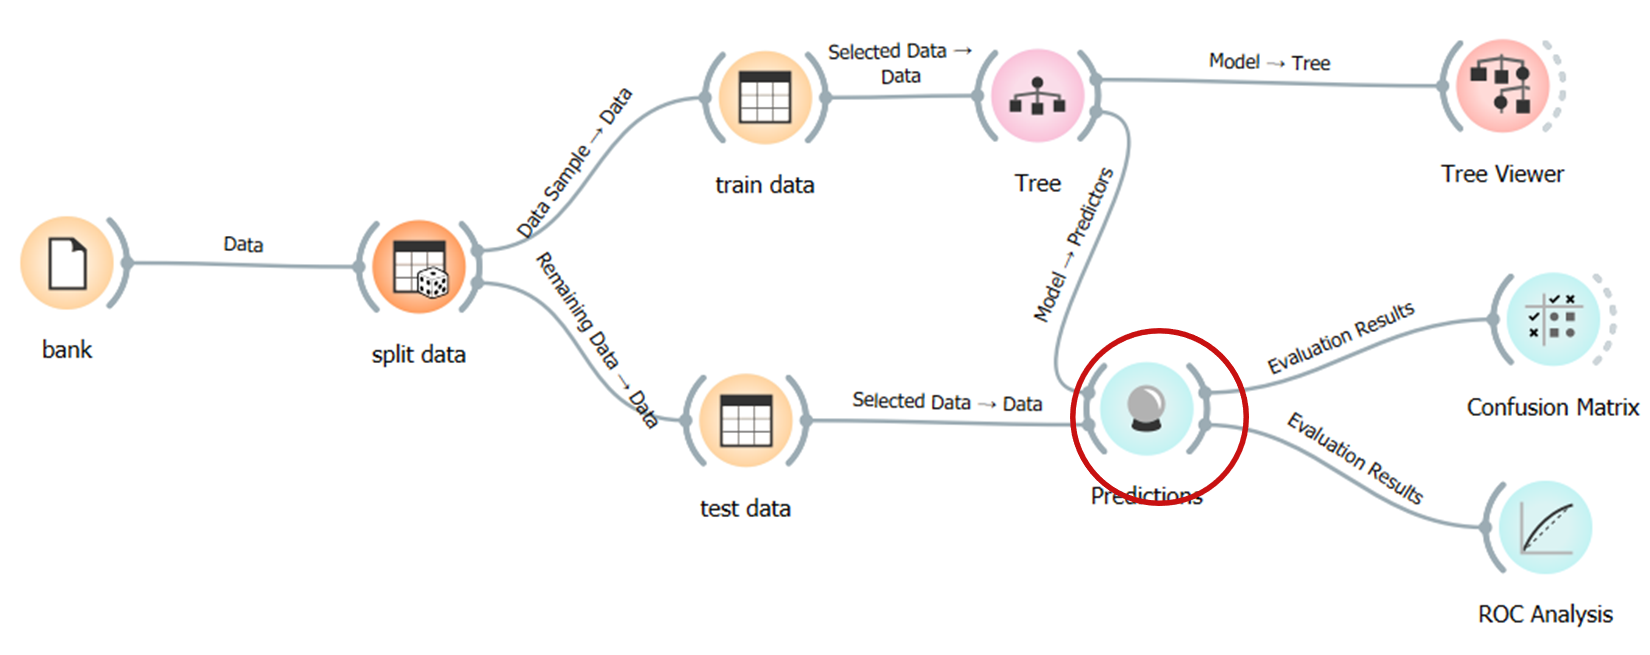 Selected Data →
Data
Model → Tree
Data Sample → Data
train data
Tree
Tree Viewer
Data
Model → Predictors
bank
split data
Remaining Data → Data
Evaluation Results
Selected Data → Data
Confusion Matrix
test data
Predictions
Evaluation Results
ROC Analysis